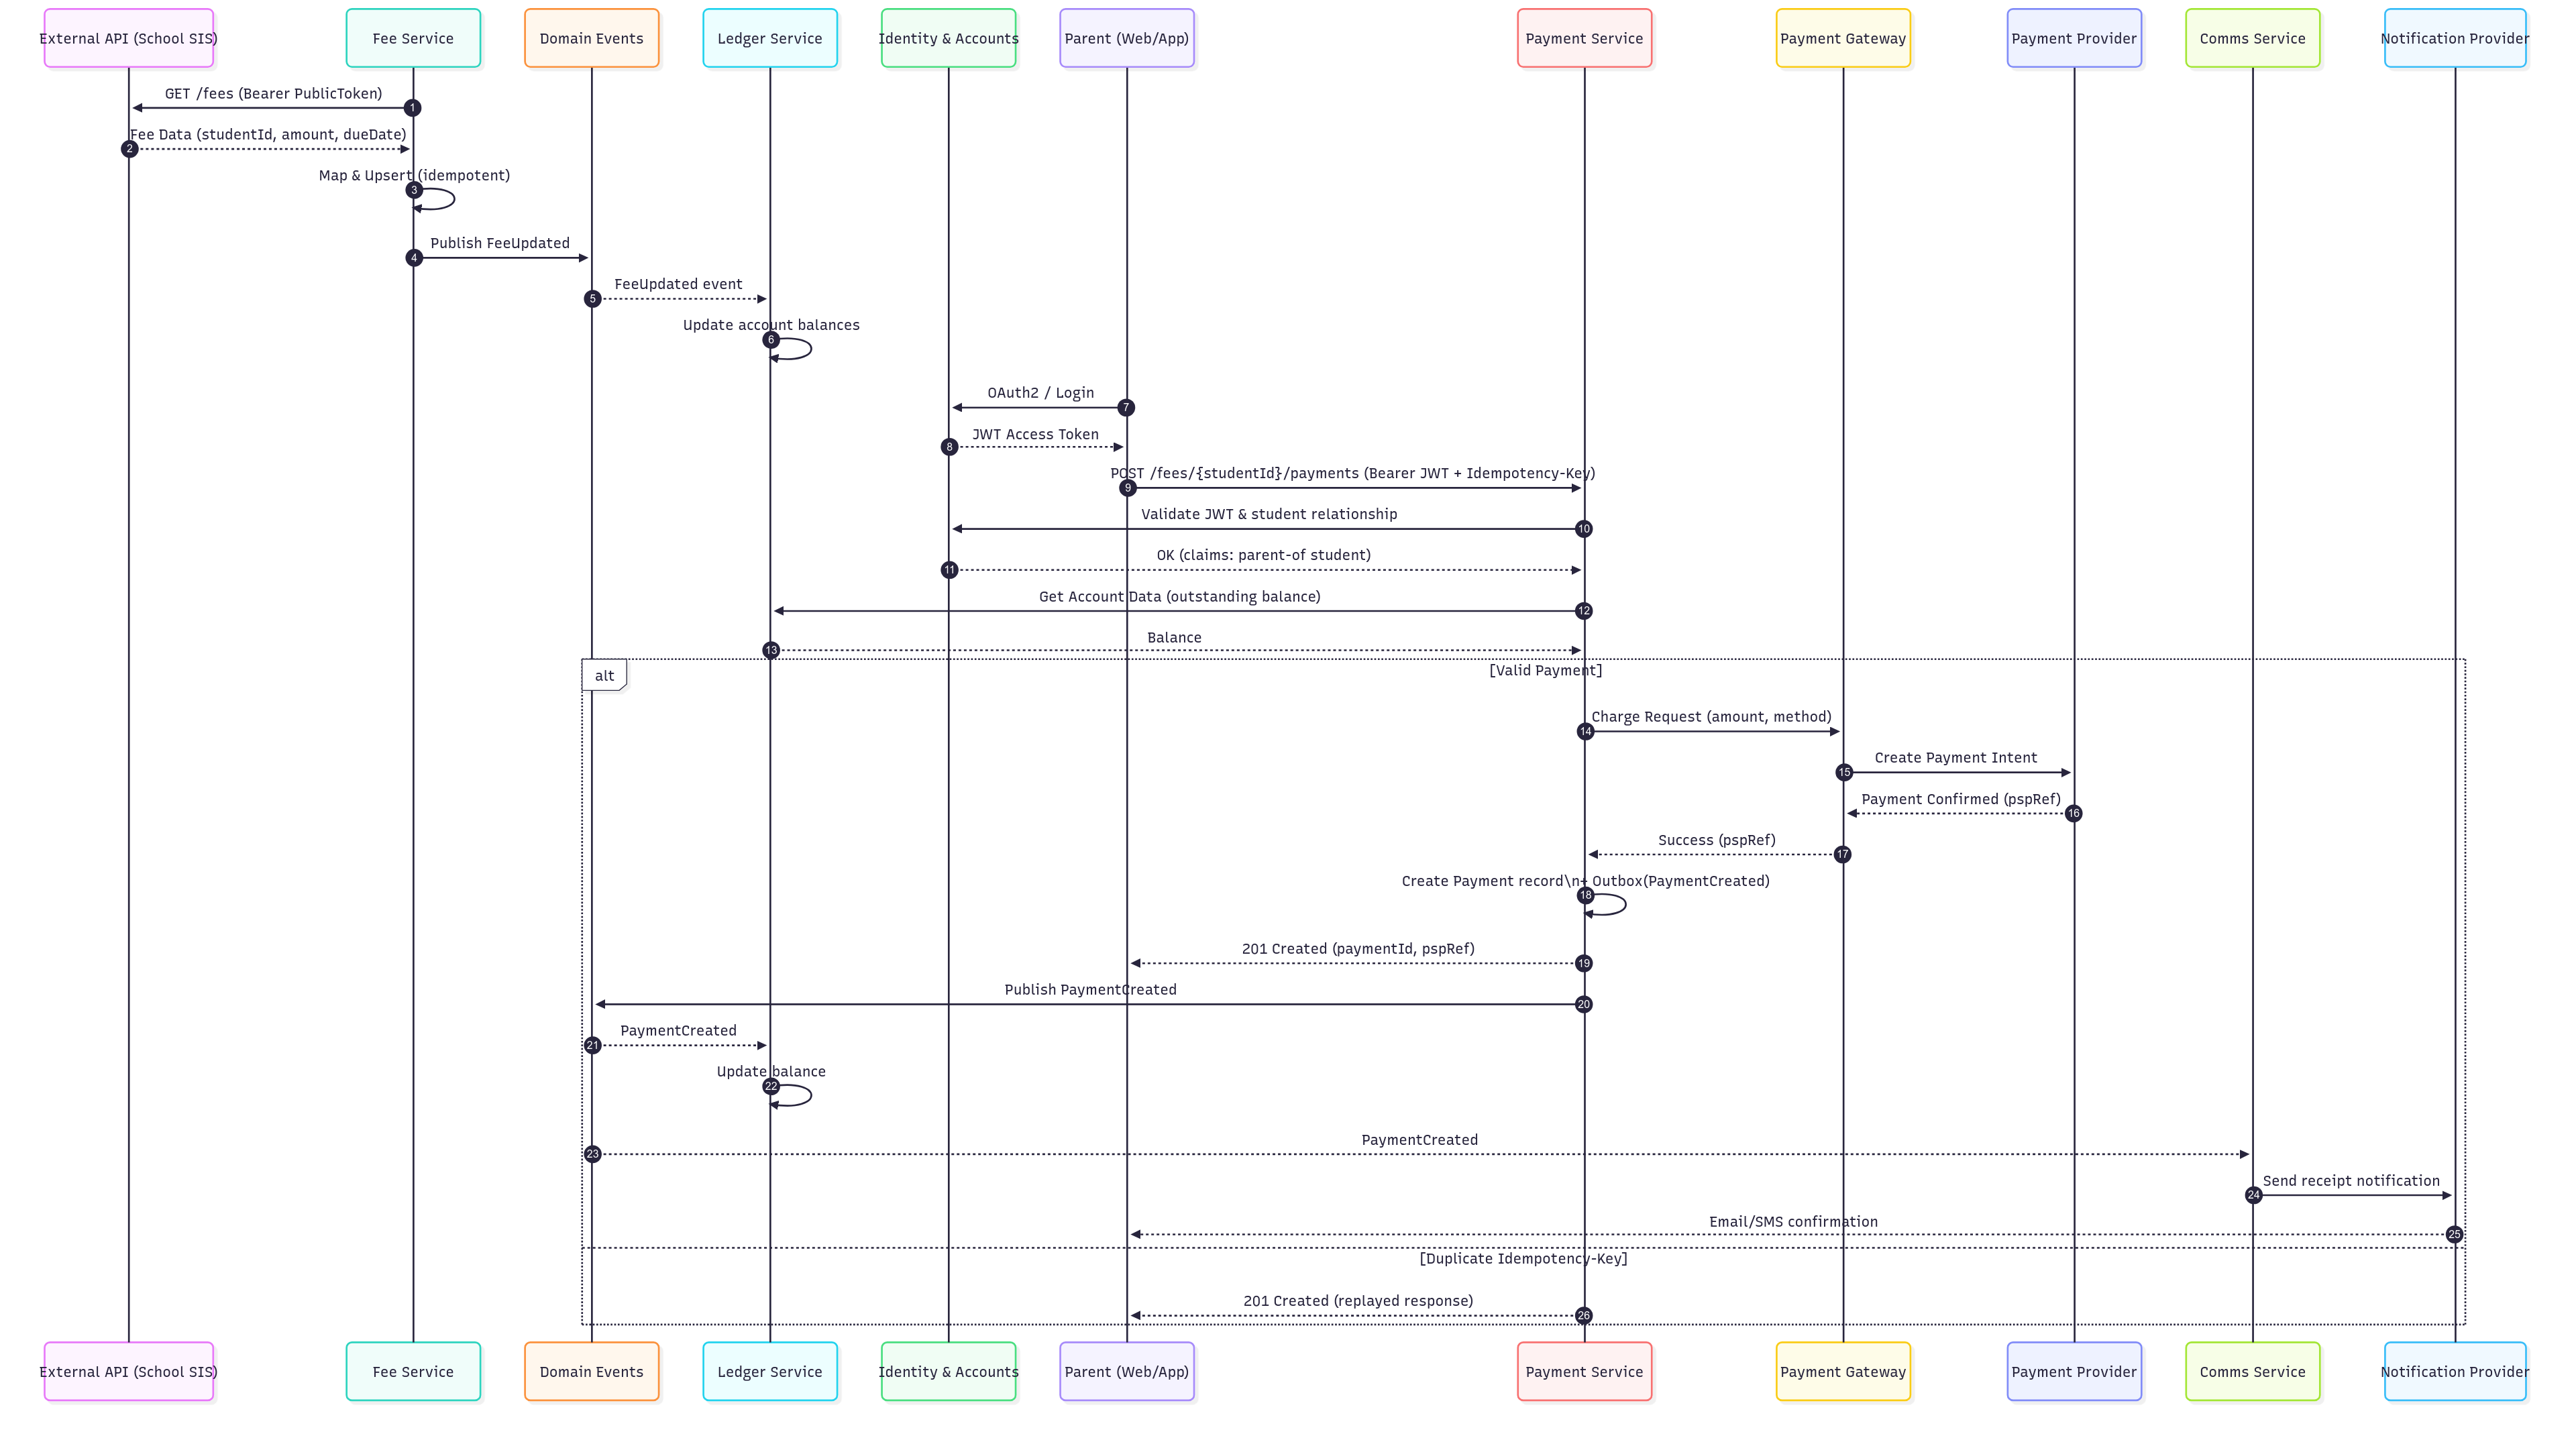 External API (School SIS)
Fee Service
Domain Events
Ledger Service
Identity & Accounts
Parent (Web/App)
Payment Service
Payment Gateway
Payment Provider
Comms Service
Notification Provider
GET /fees (Bearer PublicToken)
1
Fee Data (studentId, amount, dueDate)
2
Map & Upsert (idempotent)
3
Publish FeeUpdated
4
FeeUpdated event
5
Update account balances
6
OAuth2 / Login
7
JWT Access Token
8
POST /fees/{studentId}/payments (Bearer JWT + Idempotency-Key)
9
Validate JWT & student relationship
10
OK (claims: parent-of student)
11
Get Account Data (outstanding balance)
12
Balance
13
alt
[Valid Payment]
Charge Request (amount, method)
14
Create Payment Intent
15
Payment Confirmed (pspRef)
16
Success (pspRef)
17
Create Payment record\n+ Outbox(PaymentCreated)
18
201 Created (paymentId, pspRef)
19
Publish PaymentCreated
20
PaymentCreated
21
Update balance
22
PaymentCreated
23
Send receipt notification
24
Email/SMS confirmation
25
[Duplicate Idempotency-Key]
201 Created (replayed response)
26
External API (School SIS)
Fee Service
Domain Events
Ledger Service
Identity & Accounts
Parent (Web/App)
Payment Service
Payment Gateway
Payment Provider
Comms Service
Notification Provider